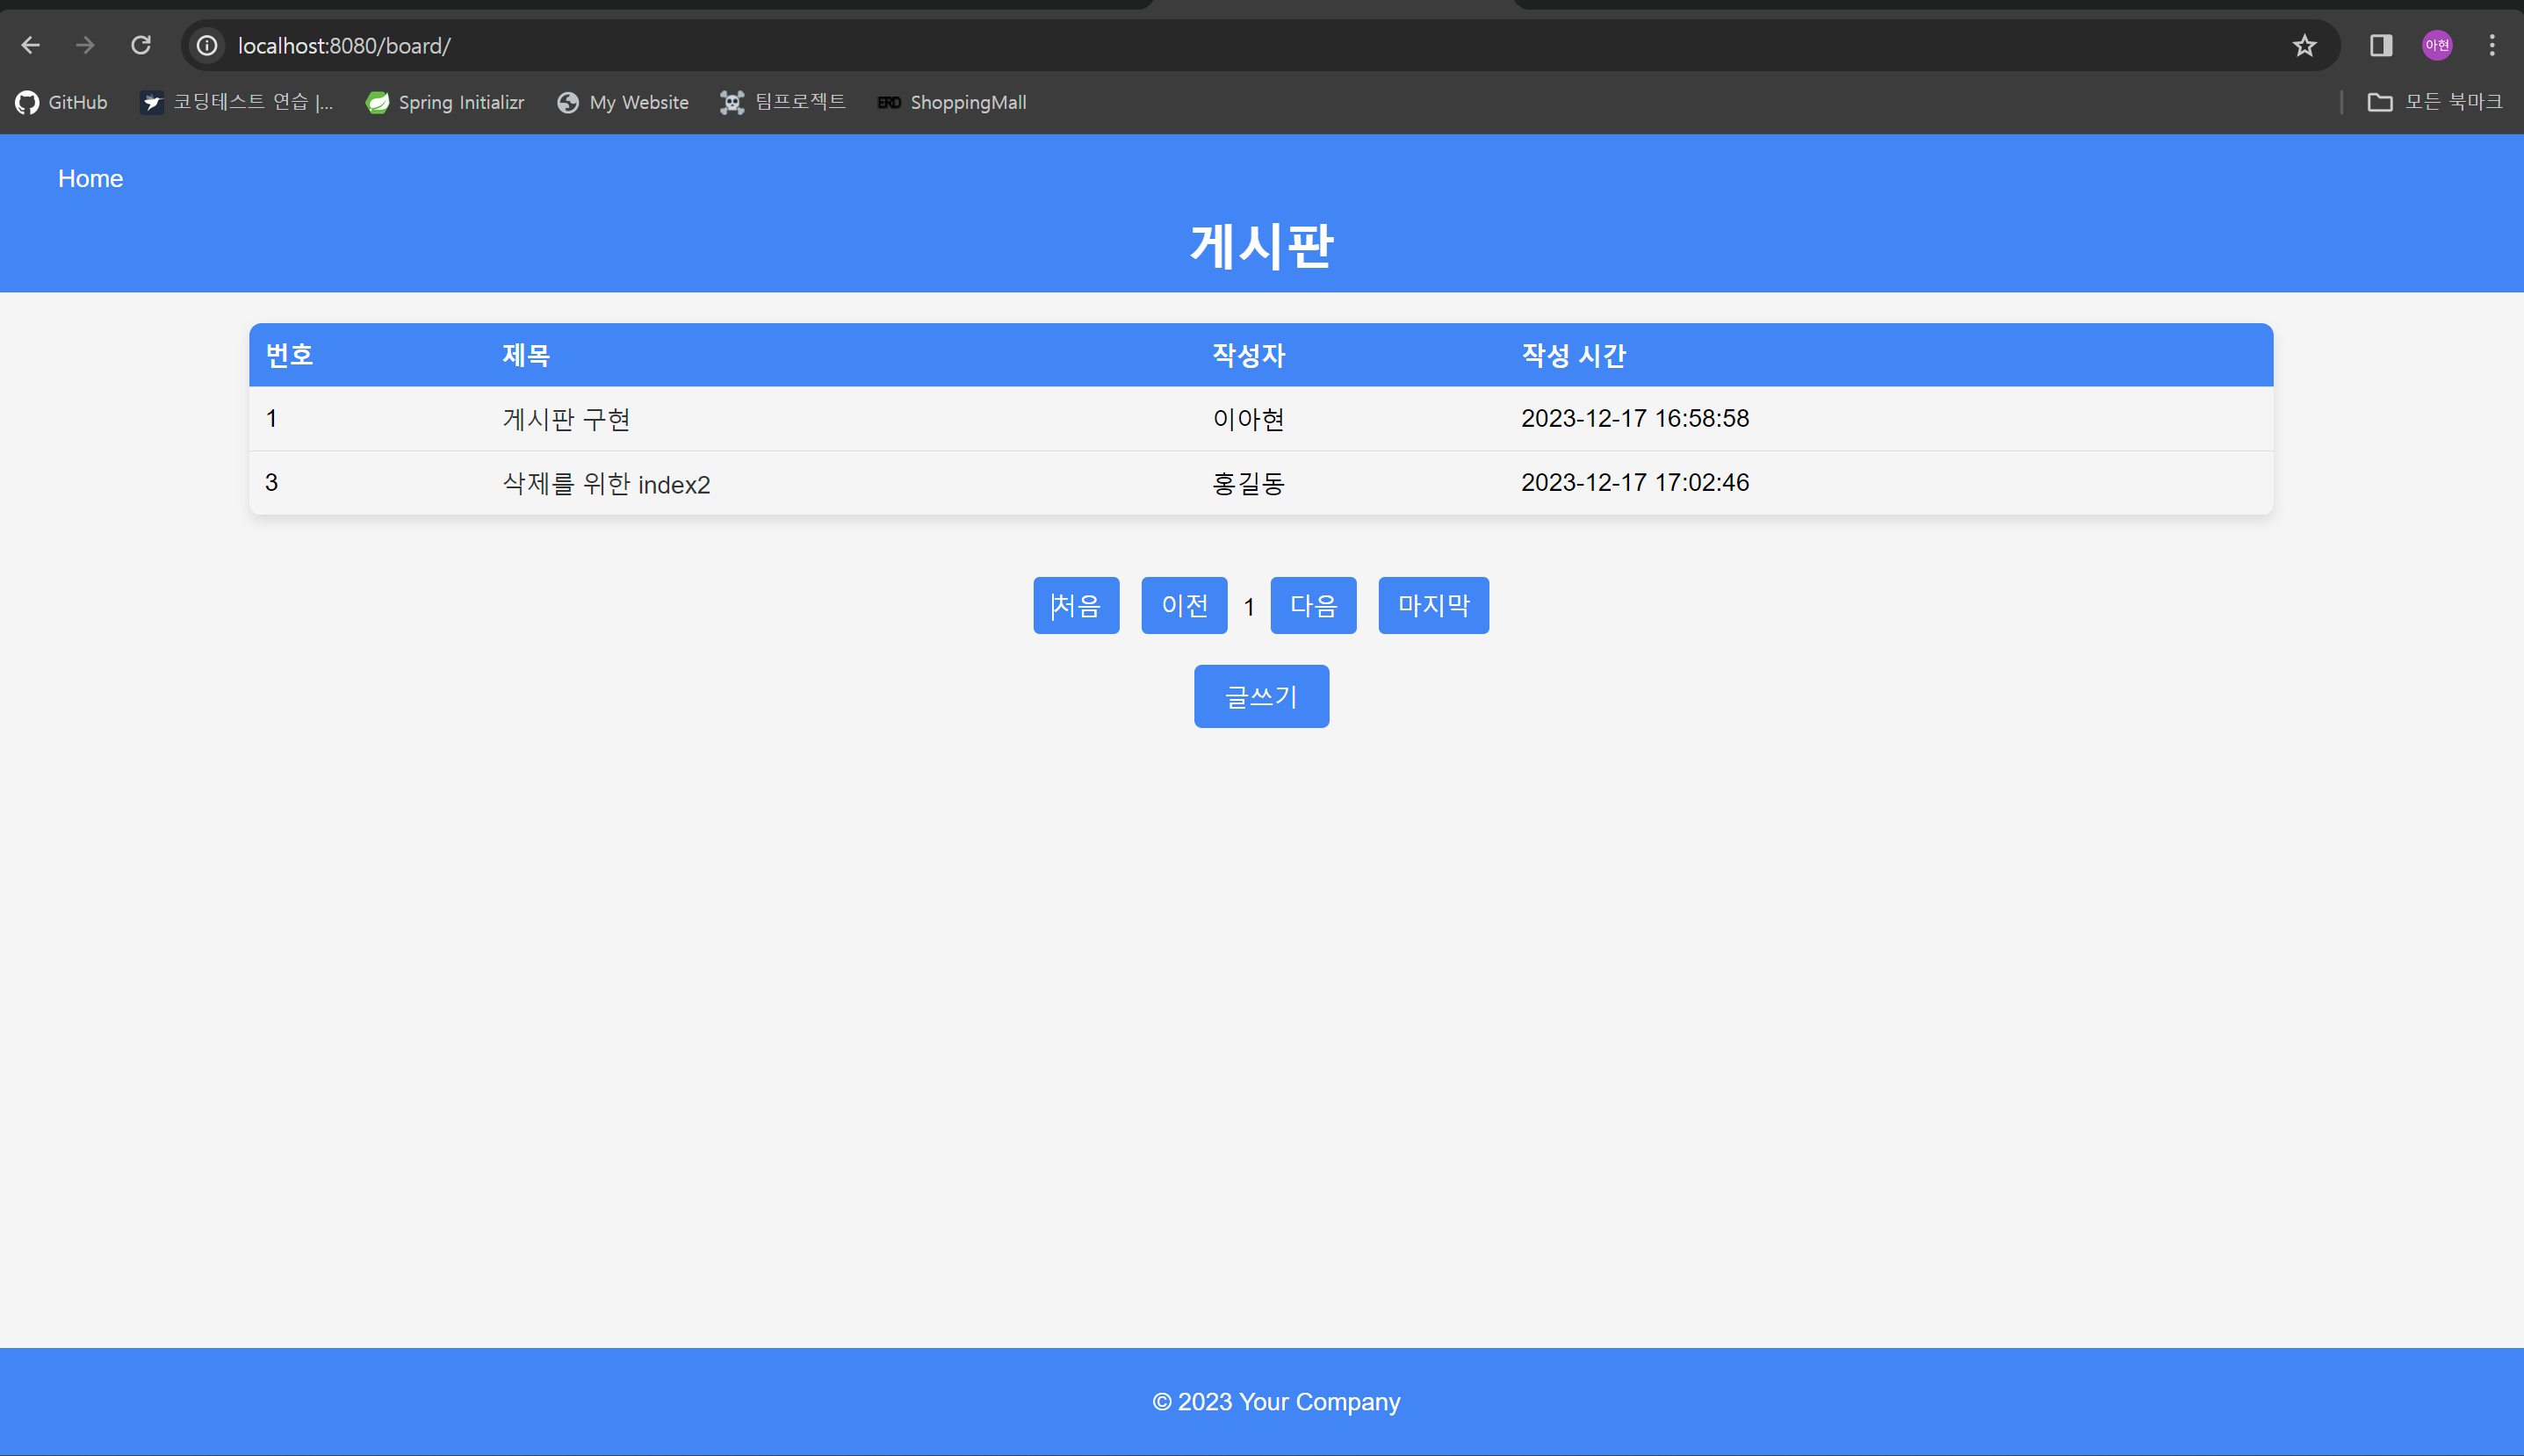 localhost:8080/board/ 아현
GitHub 코딩테스트 연습 |... Spring Initializr My Website 팀프로젝트 ERD ShoppingMall 모든 북마크
Home
게시판
번호 제목 작성자 작성 시간
1 게시판 구현 이아현 2023-12-17 16:58:58
3 삭제를 위한 index2 홍길동 2023-12-17 17:02:46
처음 이전 1 다음 마지막
글쓰기
© 2023 Your Company